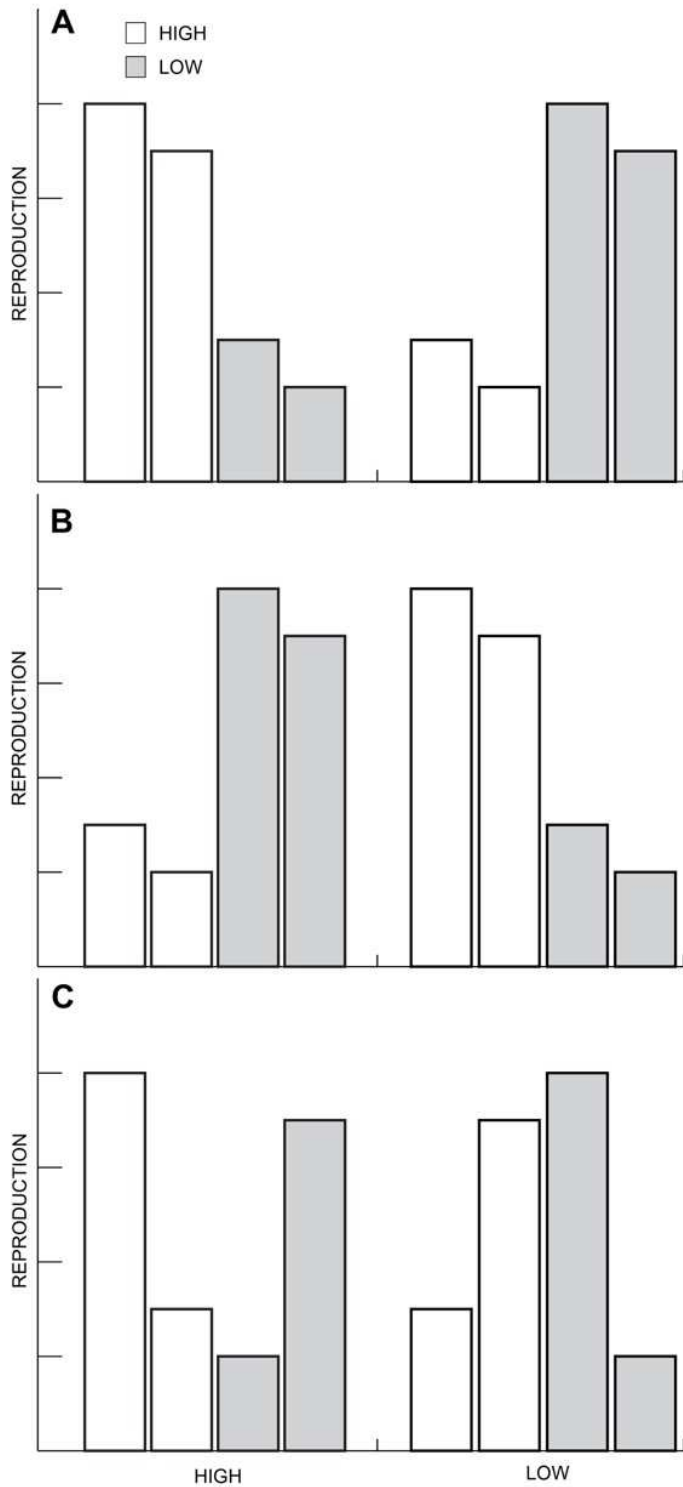 A
HIGH
LOW
REPRODUCTION
B
REPRODUCTION
C
REPRODUCTION
HIGH
LOW